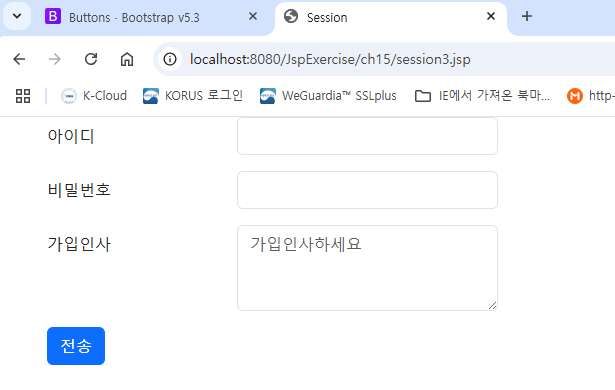 Buttons · Bootstrap v5.3
Session
localhost:8080/JspExercise/ch15/session3.jsp
K-Cloud
KORUS 로그인
WeGuardia™ SSLplus
IE에서 가져온 북마...
http-
아이디
비밀번호
가입인사
가입인사하세요
전송